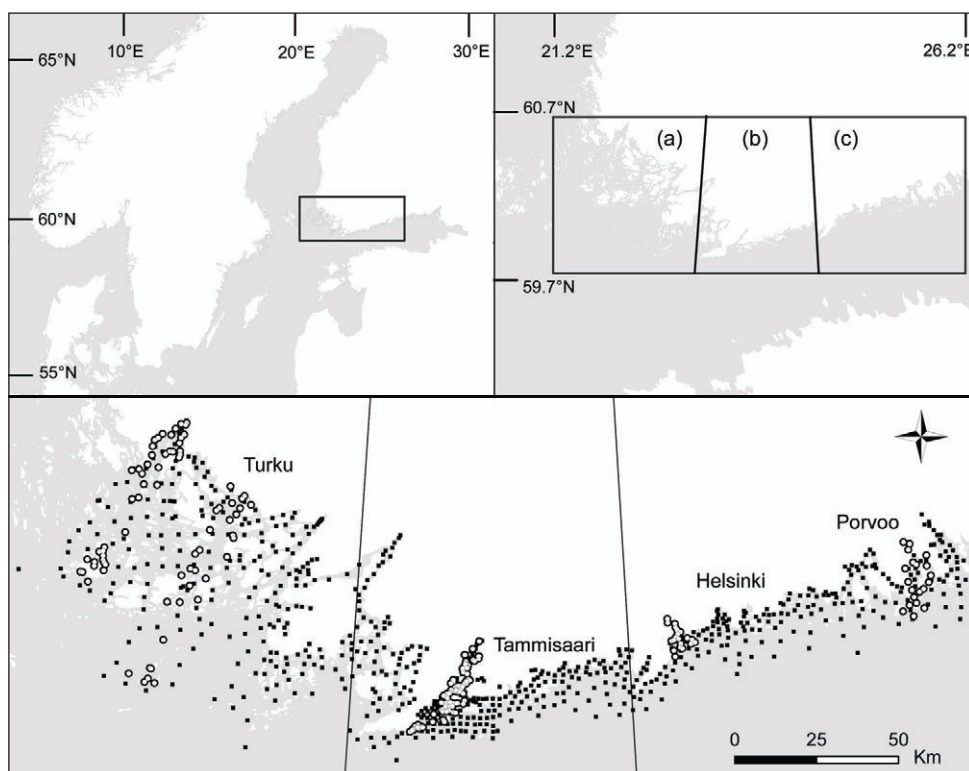 10°E
20°E
30°E
65°N
60°N
55°N
21.2°E
26.2°E
60.7°N
59.7°N
(a)
(b)
(c)
Turku
Porvoo
Helsinki
Tammisaari
0 25 50
Km